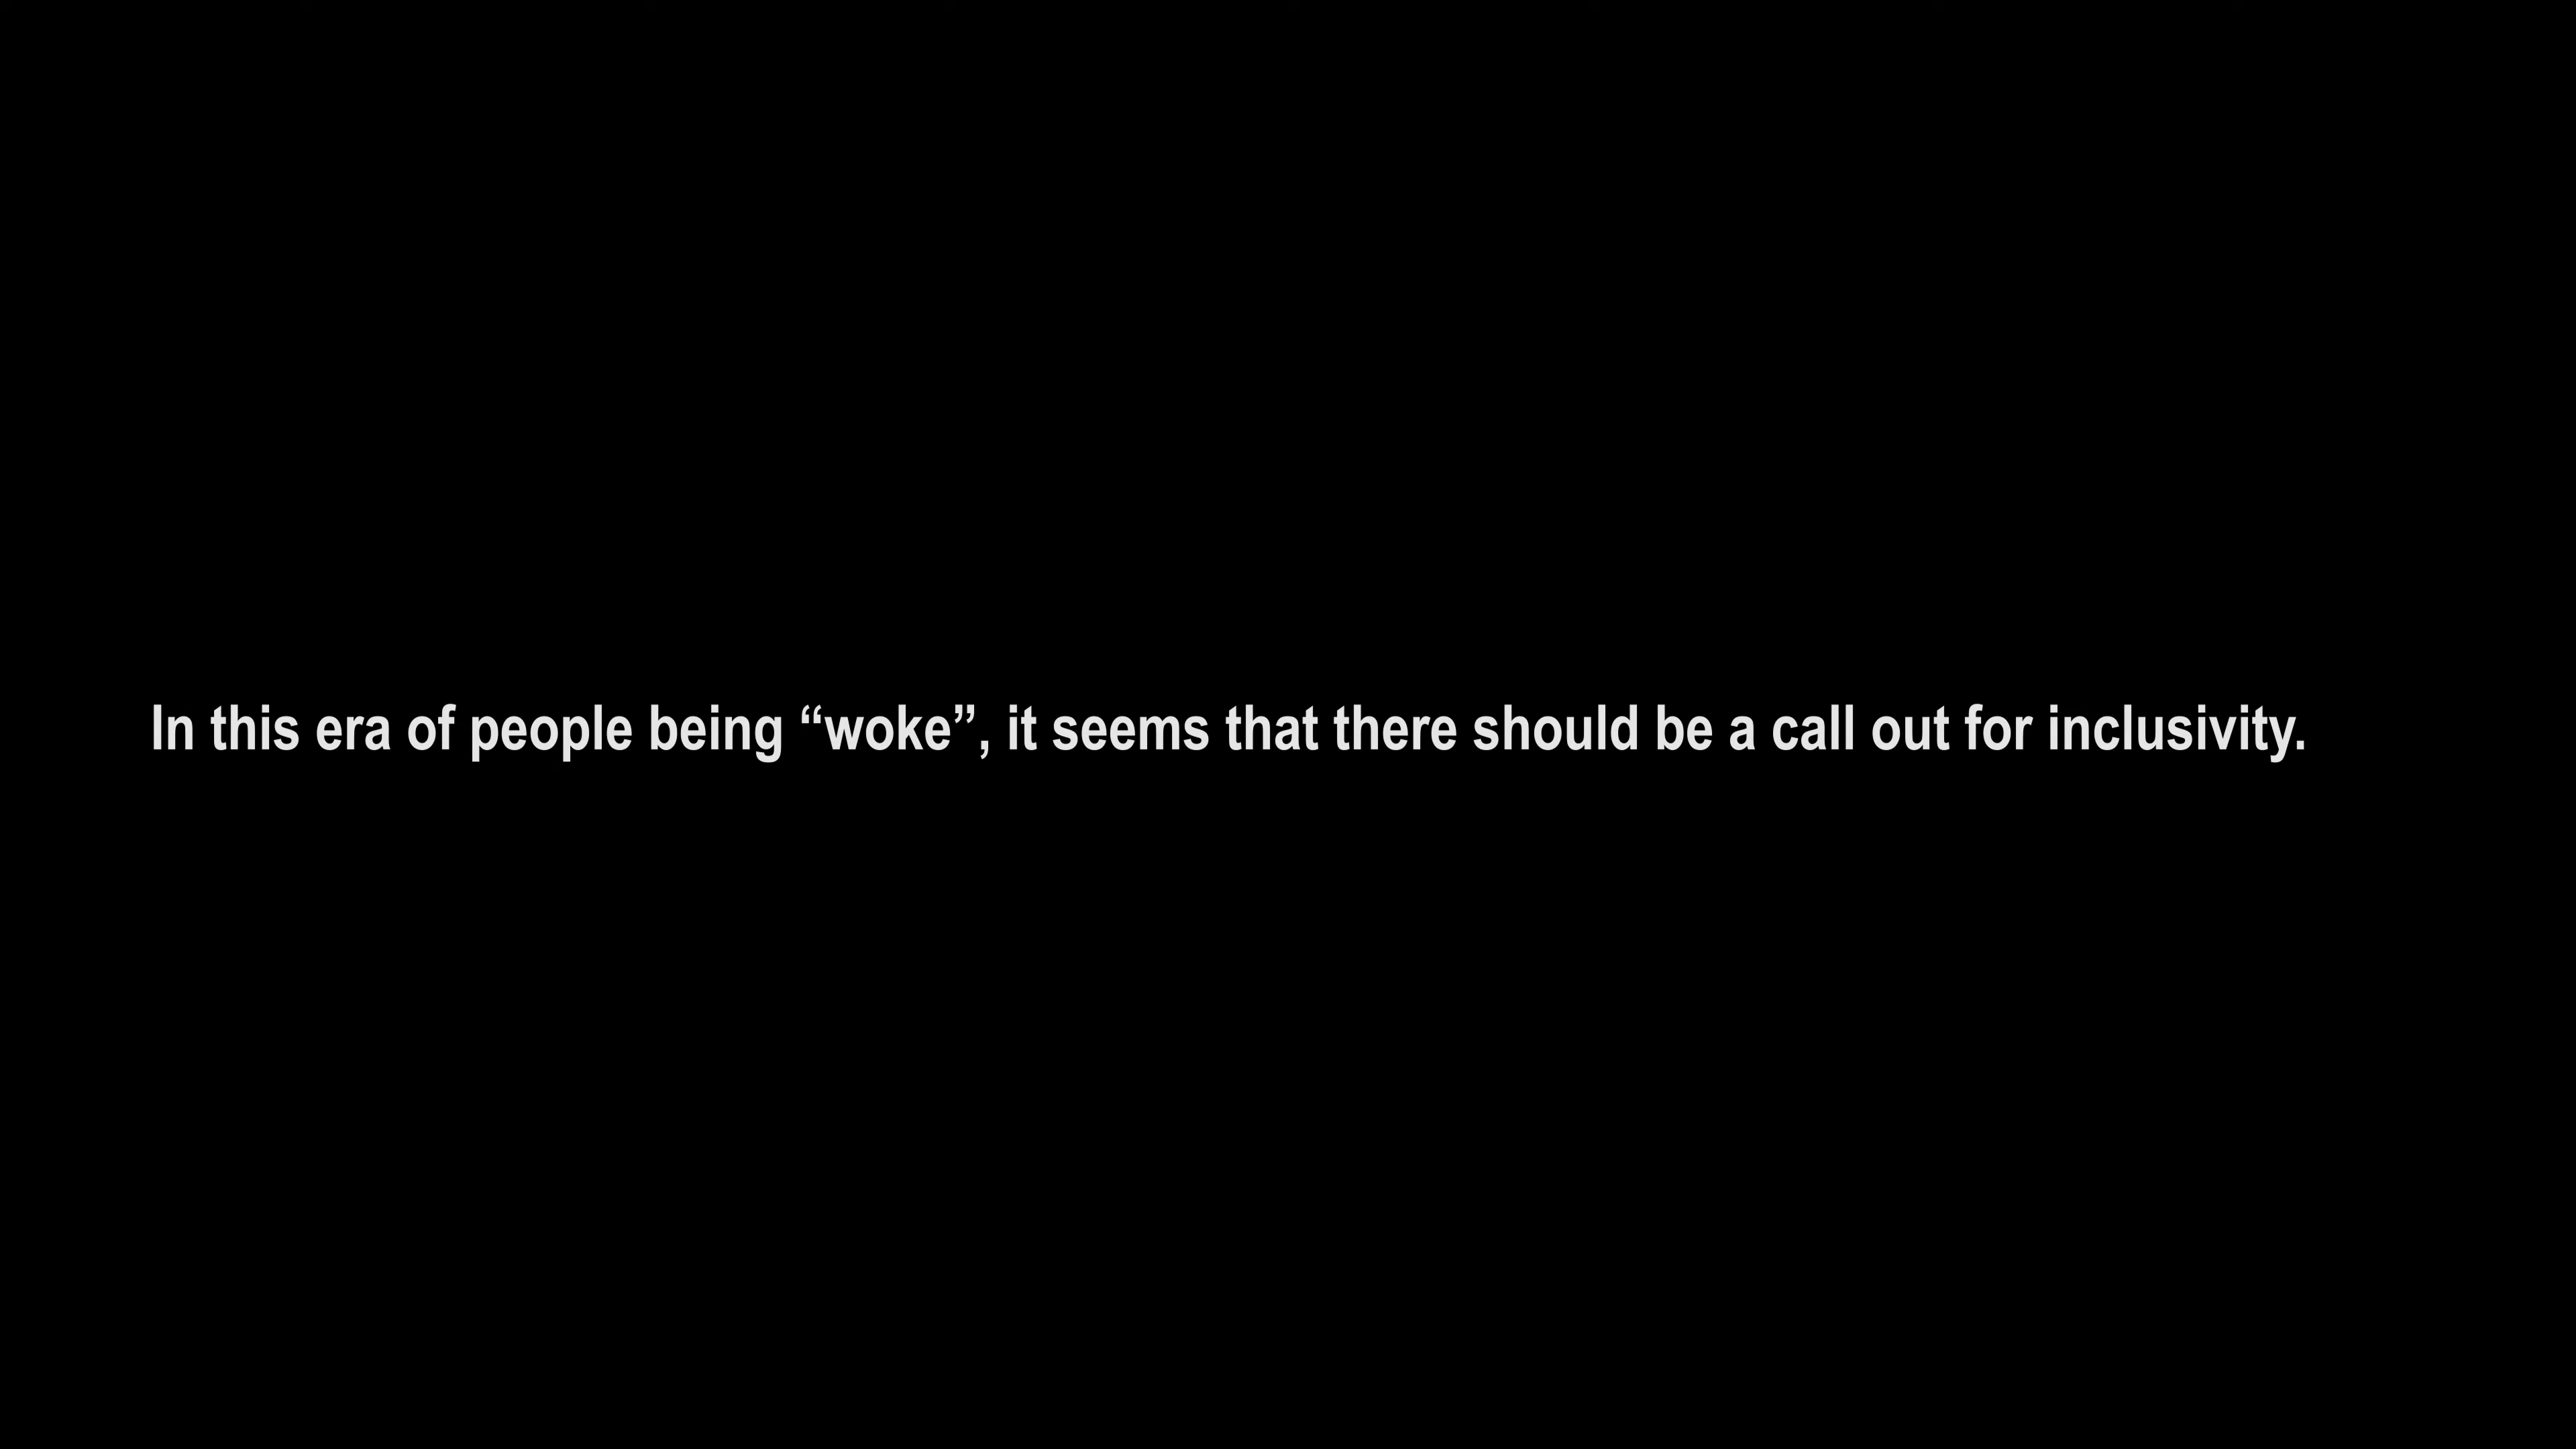 In this era of people being “woke”, it seems that there should be a call out for inclusivity.